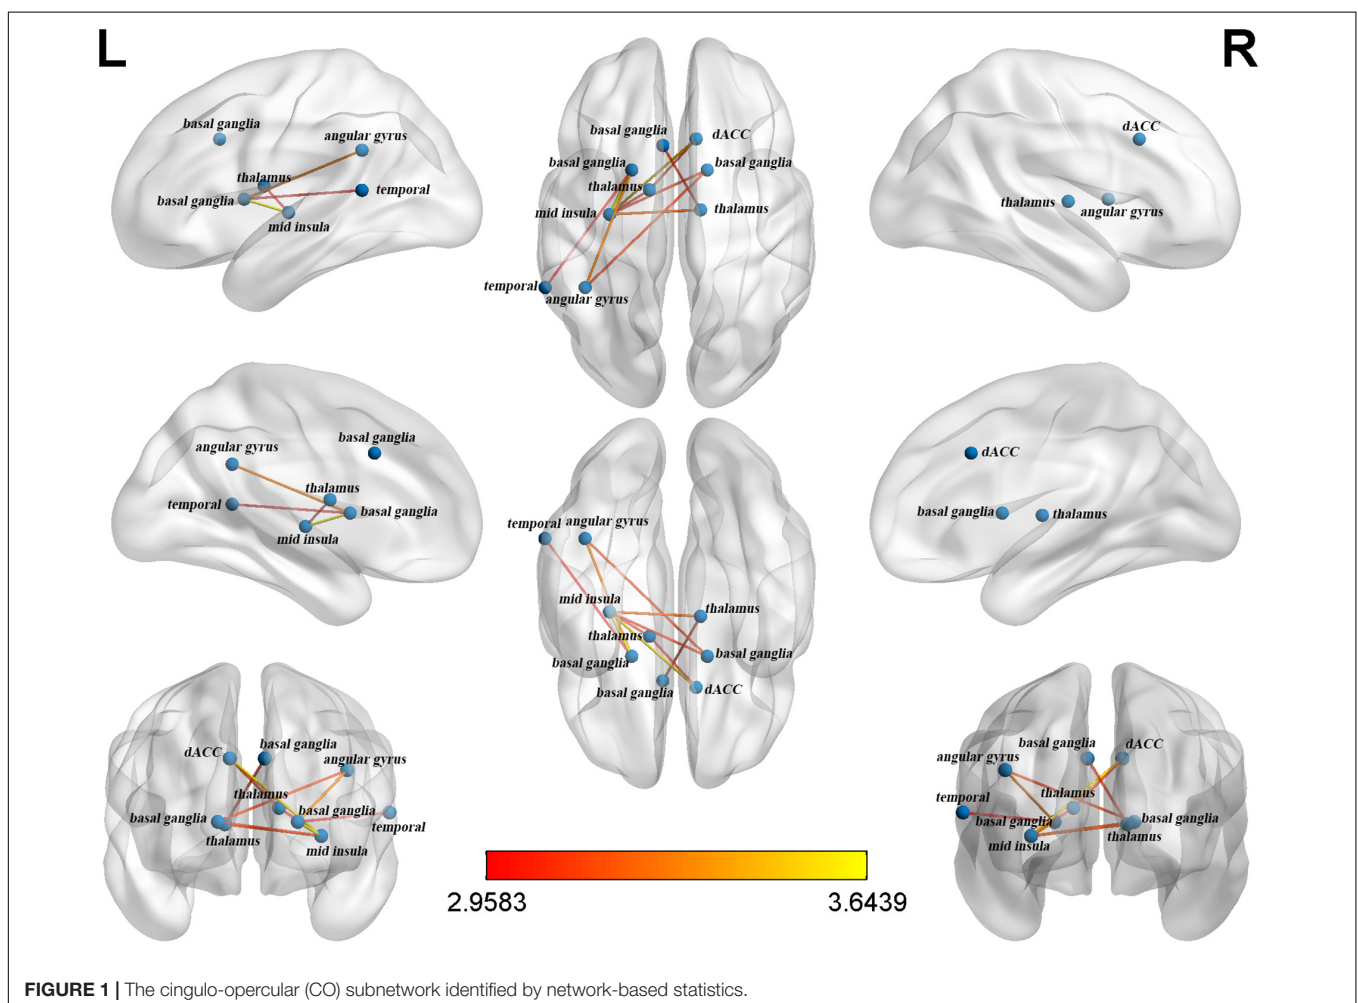 L
R
basal ganglia
angular gyrus
thalamus
temporal
basal ganglia
mid insula
basal ganglia
dACC
basal ganglia
basal ganglia
thalamus
mid insula
thalamus
temporal
angular gyrus
dACC
thalamus
angular gyrus
angular gyrus
basal ganglia
thalamus
temporal
basal ganglia
mid insula
temporal
angular gyrus
mid insula
thalamus
thalamus
basal ganglia
basal ganglia
basal ganglia
dACC
dACC
basal ganglia
thalamus
dACC
basal ganglia
angular gyrus
thalamus
basal ganglia
basal ganglia
temporal
thalamus
mid insula
basal ganglia
dACC
angular gyrus
temporal
thalamus
basal ganglia
basal ganglia
mid insula
thalamus
2.9583
3.6439
FIGURE 1 | The cingulo-opercular (CO) subnetwork identified by network-based statistics.